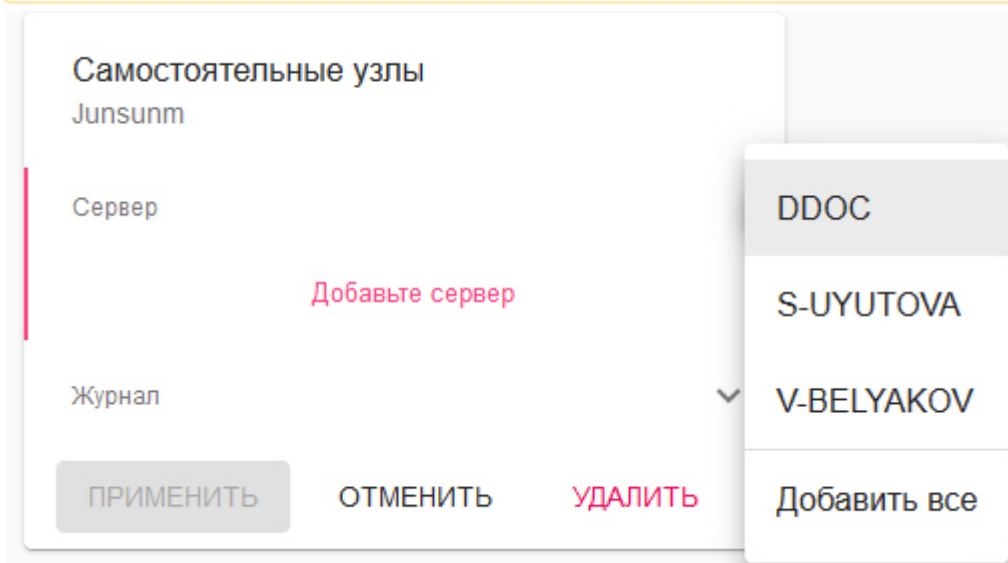 Самостоятельные узлы
Junsunm
Сервер
Добавьте сервер
Журнал
ПРИМЕНИТЬ
ОТМЕНИТЬ
УДАЛИТЬ
DDOC
S-UYUTOVA
V-BELYAKOV
Добавить все